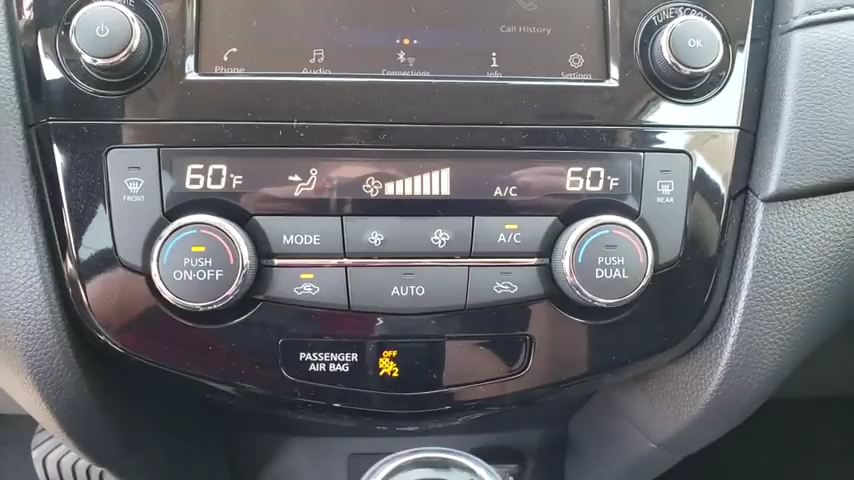 Call History
TUNE·SCROLL
OK
Phone
Audio
Connections
i
Info
Settings
FRONT
60°F
A/C
60°F
REAR
MODE
A/C
PUSH
ON·OFF
AUTO
PUSH
DUAL
PASSENGER
AIR BAG
OFF
2